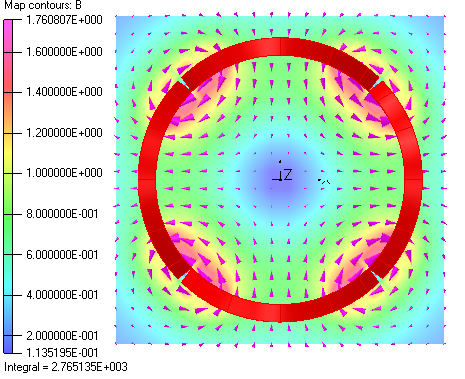 Map contours: B
1.760807E+000
1.600000E+000
1.400000E+000
1.200000E+000
1.000000E+000
8.000000E-001
6.000000E-001
4.000000E-001
2.000000E-001
1.135195E-001
Integral = 2.765135E+003
Z